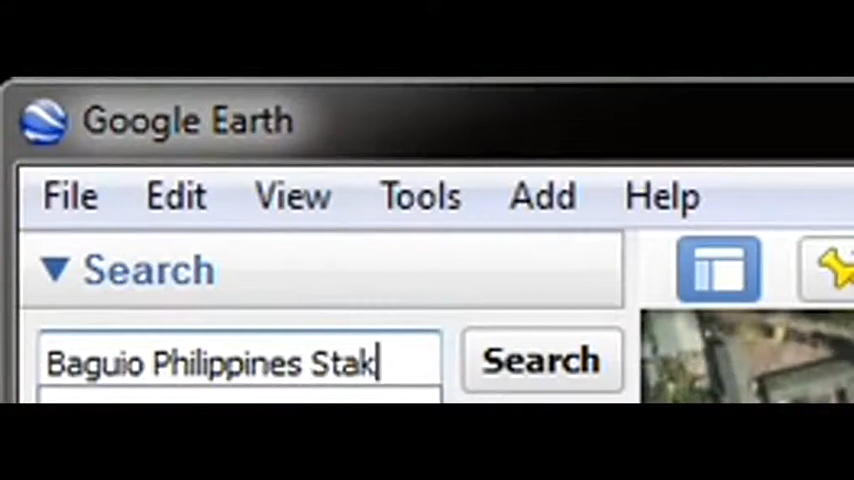 Google Earth
File Edit View Tools Add Help
Search
Baguio Philippines Stak
Search